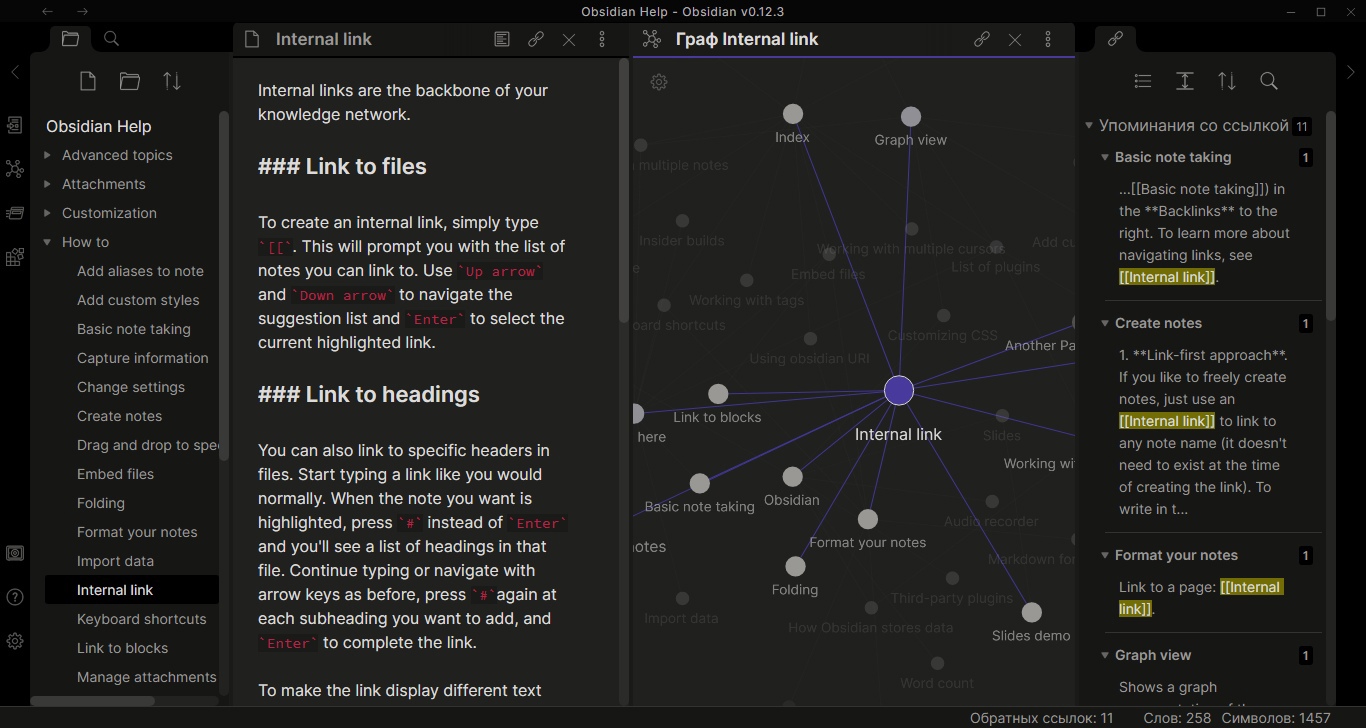 Obsidian Help - Obsidian v0.12.3
Obsidian Help
Advanced topics
Attachments
Customization
How to
Add aliases to note
Add custom styles
Basic note taking
Capture information
Change settings
Create notes
Drag and drop to spe
Embed files
Folding
Format your notes
Import data
Internal link
Keyboard shortcuts
Link to blocks
Manage attachments
Internal link
Internal links are the backbone of your
knowledge network.
### Link to files
To create an internal link, simply type
`[[`. This will prompt you with the list of
notes you can link to. Use `Up arrow`
and `Down arrow` to navigate the
suggestion list and `Enter` to select the
current highlighted link.
### Link to headings
You can also link to specific headers in
files. Start typing a link like you would
normally. When the note you want is
highlighted, press `#` instead of `Enter`
and you'll see a list of headings in that
file. Continue typing or navigate with
arrow keys as before, press `#`again at
each subheading you want to add, and
`Enter` to complete the link.
To make the link display different text
Граф Internal link
Index
Graph view
multiple notes
Insider builds
Working with multiple cursors
Add cu
List of plugins
Embed files
Working with tags
oard shortcuts
Customizing CSS
Another Pa
Using obsidian URI
Link to blocks
here
Internal link
Slides
Working wi
Basic note taking
Obsidian
Audio recorder
Format your notes
notes
Markdown for
Folding
Third-party plugins
Import data
How Obsidian stores data
Slides demo
Word count
Упоминания со ссылкой 11
Basic note taking 1
...[[Basic note taking]]) in
the **Backlinks** to the
right. To learn more about
navigating links, see
[[Internal link]].
Create notes 1
1. **Link-first approach**.
If you like to freely create
notes, just use an
[[Internal link]] to link to
any note name (it doesn't
need to exist at the time
of creating the link). To
write in t...
Format your notes 1
Link to a page: [[Internal
link]].
Graph view 1
Shows a graph
Обратных ссылок: 11 Слов: 258 Символов: 1457